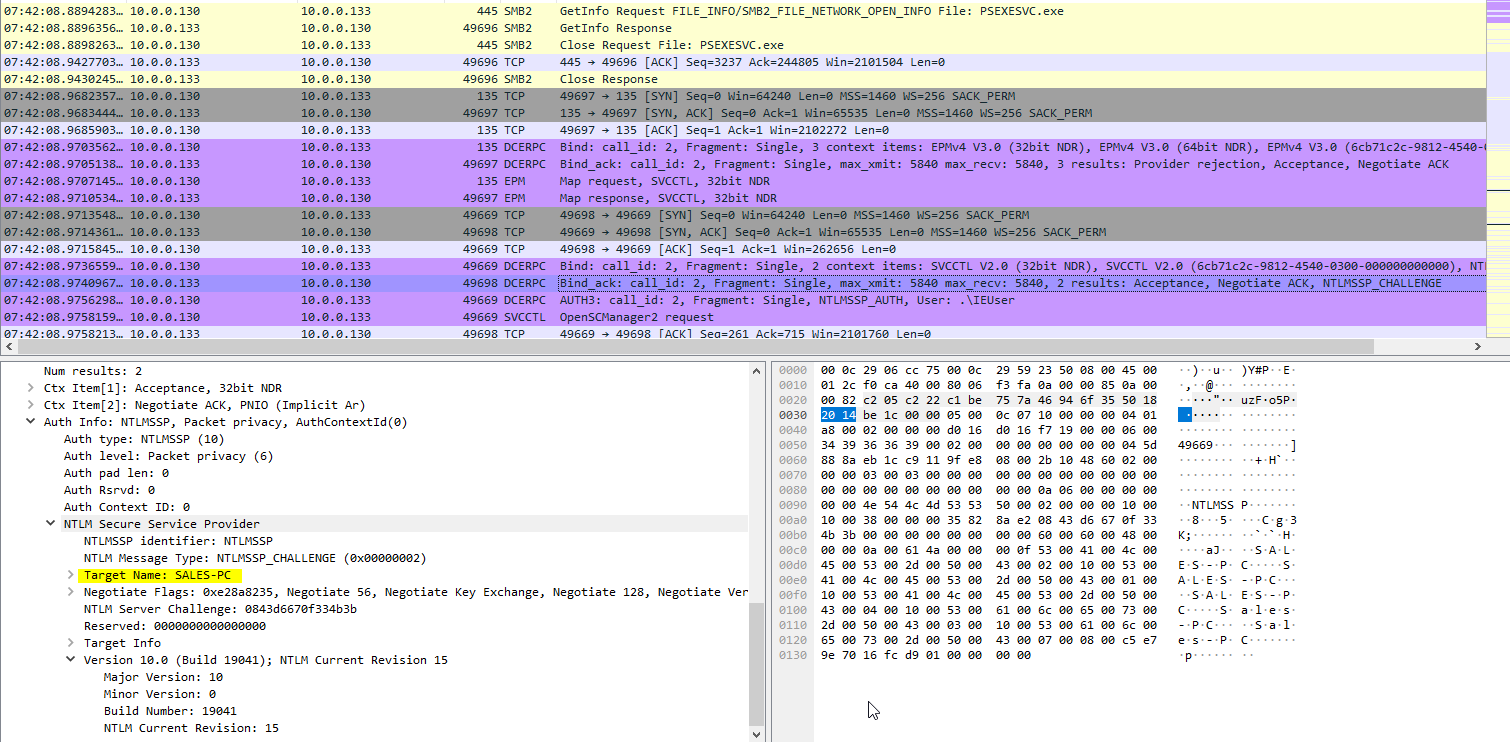 07:42:08.8894283… 10.0.0.130 10.0.0.133 445 SMB2 GetInfo Request FILE_INFO/SMB2_FILE_NETWORK_OPEN_INFO File: PSEXESVC.exe
07:42:08.8896356… 10.0.0.133 10.0.0.130 49696 SMB2 GetInfo Response
07:42:08.8898263… 10.0.0.130 10.0.0.133 445 SMB2 Close Request File: PSEXESVC.exe
07:42:08.9427703… 10.0.0.133 10.0.0.130 49696 TCP 445 → 49696 [ACK] Seq=3237 Ack=244805 Win=2101504 Len=0
07:42:08.9430245… 10.0.0.133 10.0.0.130 49696 SMB2 Close Response
07:42:08.9682357… 10.0.0.130 10.0.0.133 135 TCP 49697 → 135 [SYN] Seq=0 Win=64240 Len=0 MSS=1460 WS=256 SACK_PERM
07:42:08.9683444… 10.0.0.133 10.0.0.130 49697 TCP 135 → 49697 [SYN, ACK] Seq=0 Ack=1 Win=65535 Len=0 MSS=1460 WS=256 SACK_PERM
07:42:08.9685903… 10.0.0.130 10.0.0.133 135 TCP 49697 → 135 [ACK] Seq=1 Ack=1 Win=2102272 Len=0
07:42:08.9703562… 10.0.0.130 10.0.0.133 135 DCERPC Bind: call_id: 2, Fragment: Single, 3 context items: EPMv4 V3.0 (32bit NDR), EPMv4 V3.0 (64bit NDR), EPMv4 V3.0 (6cb71c2c-9812-4540-
07:42:08.9705138… 10.0.0.133 10.0.0.130 49697 DCERPC Bind_ack: call_id: 2, Fragment: Single, max_xmit: 5840 max_recv: 5840, 3 results: Provider rejection, Acceptance, Negotiate ACK
07:42:08.9707145… 10.0.0.130 10.0.0.133 135 EPM Map request, SVCCTL, 32bit NDR
07:42:08.9710534… 10.0.0.133 10.0.0.130 49697 EPM Map response, SVCCTL, 32bit NDR
07:42:08.9713548… 10.0.0.130 10.0.0.133 49669 TCP 49698 → 49669 [SYN] Seq=0 Win=64240 Len=0 MSS=1460 WS=256 SACK_PERM
07:42:08.9714361… 10.0.0.133 10.0.0.130 49698 TCP 49669 → 49698 [SYN, ACK] Seq=0 Ack=1 Win=65535 Len=0 MSS=1460 WS=256 SACK_PERM
07:42:08.9715845… 10.0.0.130 10.0.0.133 49669 TCP 49698 → 49669 [ACK] Seq=1 Ack=1 Win=262656 Len=0
07:42:08.9736559… 10.0.0.130 10.0.0.133 49669 DCERPC Bind: call_id: 2, Fragment: Single, 2 context items: SVCCTL V2.0 (32bit NDR), SVCCTL V2.0 (6cb71c2c-9812-4540-0300-000000000000), NT
07:42:08.9740967… 10.0.0.133 10.0.0.130 49698 DCERPC Bind_ack: call_id: 2, Fragment: Single, max_xmit: 5840 max_recv: 5840, 2 results: Acceptance, Negotiate ACK, NTLMSSP_CHALLENGE
07:42:08.9756298… 10.0.0.130 10.0.0.133 49669 DCERPC AUTH3: call_id: 2, Fragment: Single, NTLMSSP_AUTH, User: .\IEUser
07:42:08.9758159… 10.0.0.130 10.0.0.133 49669 SVCCTL OpenSCManager2 request
07:42:08.9758213… 10.0.0.133 10.0.0.130 49698 TCP 49669 → 49698 [ACK] Seq=261 Ack=715 Win=2101760 Len=0
Num results: 2
Ctx Item[1]: Acceptance, 32bit NDR
Ctx Item[2]: Negotiate ACK, PNIO (Implicit Ar)
Auth Info: NTLMSSP, Packet privacy, AuthContextId(0)
Auth type: NTLMSSP (10)
Auth level: Packet privacy (6)
Auth pad len: 0
Auth Rsrvd: 0
Auth Context ID: 0
NTLM Secure Service Provider
NTLMSSP identifier: NTLMSSP
NTLM Message Type: NTLMSSP_CHALLENGE (0x00000002)
Target Name: SALES-PC
Negotiate Flags: 0xe28a8235, Negotiate 56, Negotiate Key Exchange, Negotiate 128, Negotiate Ver
NTLM Server Challenge: 0843d6670f334b3b
Reserved: 0000000000000000
Target Info
Version 10.0 (Build 19041); NTLM Current Revision 15
Major Version: 10
Minor Version: 0
Build Number: 19041
NTLM Current Revision: 15
0000 00 0c 29 06 cc 75 00 0c 29 59 23 50 08 00 45 00 ··)··u·· )Y#P··E·
0010 01 2c f0 ca 40 00 80 06 f3 fa 0a 00 00 85 0a 00 ·,··@··· ········
0020 00 82 c2 05 c2 22 c1 be 75 7a 46 94 6f 35 50 18 ·····"·· uzF·o5P·
0030 20 14 be 1c 00 00 05 00 0c 07 10 00 00 00 04 01 ······· ········
0040 a8 00 02 00 00 00 d0 16 d0 16 f7 19 00 00 06 00 ········ ········
0050 34 39 36 36 39 00 02 00 00 00 00 00 00 00 04 5d 49669··· ·······]
0060 88 8a eb 1c c9 11 9f e8 08 00 2b 10 48 60 02 00 ········ ··+·H`··
0070 00 00 03 00 03 00 00 00 00 00 00 00 00 00 00 00 ········ ········
0080 00 00 00 00 00 00 00 00 00 00 0a 06 00 00 00 00 ········ ········
0090 00 00 4e 54 4c 4d 53 53 50 00 02 00 00 00 10 00 ··NTLMSS P·······
00a0 10 00 38 00 00 00 35 82 8a e2 08 43 d6 67 0f 33 ··8···5· ···C·g·3
00b0 4b 3b 00 00 00 00 00 00 00 00 60 00 60 00 48 00 K;······ ··`·`·H·
00c0 00 00 0a 00 61 4a 00 00 00 0f 53 00 41 00 4c 00 ····aJ·· ··S·A·L·
00d0 45 00 53 00 2d 00 50 00 43 00 02 00 10 00 53 00 E·S·-·P· C·····S·
00e0 41 00 4c 00 45 00 53 00 2d 00 50 00 43 00 01 00 A·L·E·S· -·P·C···
00f0 10 00 53 00 41 00 4c 00 45 00 53 00 2d 00 50 00 ··S·A·L· E·S·-·P·
0100 43 00 04 00 10 00 53 00 61 00 6c 00 65 00 73 00 C·····S· a·l·e·s·
0110 2d 00 50 00 43 00 03 00 10 00 53 00 61 00 6c 00 -·P·C··· ··S·a·l·
0120 65 00 73 00 2d 00 50 00 43 00 07 00 08 00 c5 e7 e·s·-·P· C·······
0130 9e 70 16 fc d9 01 00 00 00 00 ·p······ ··